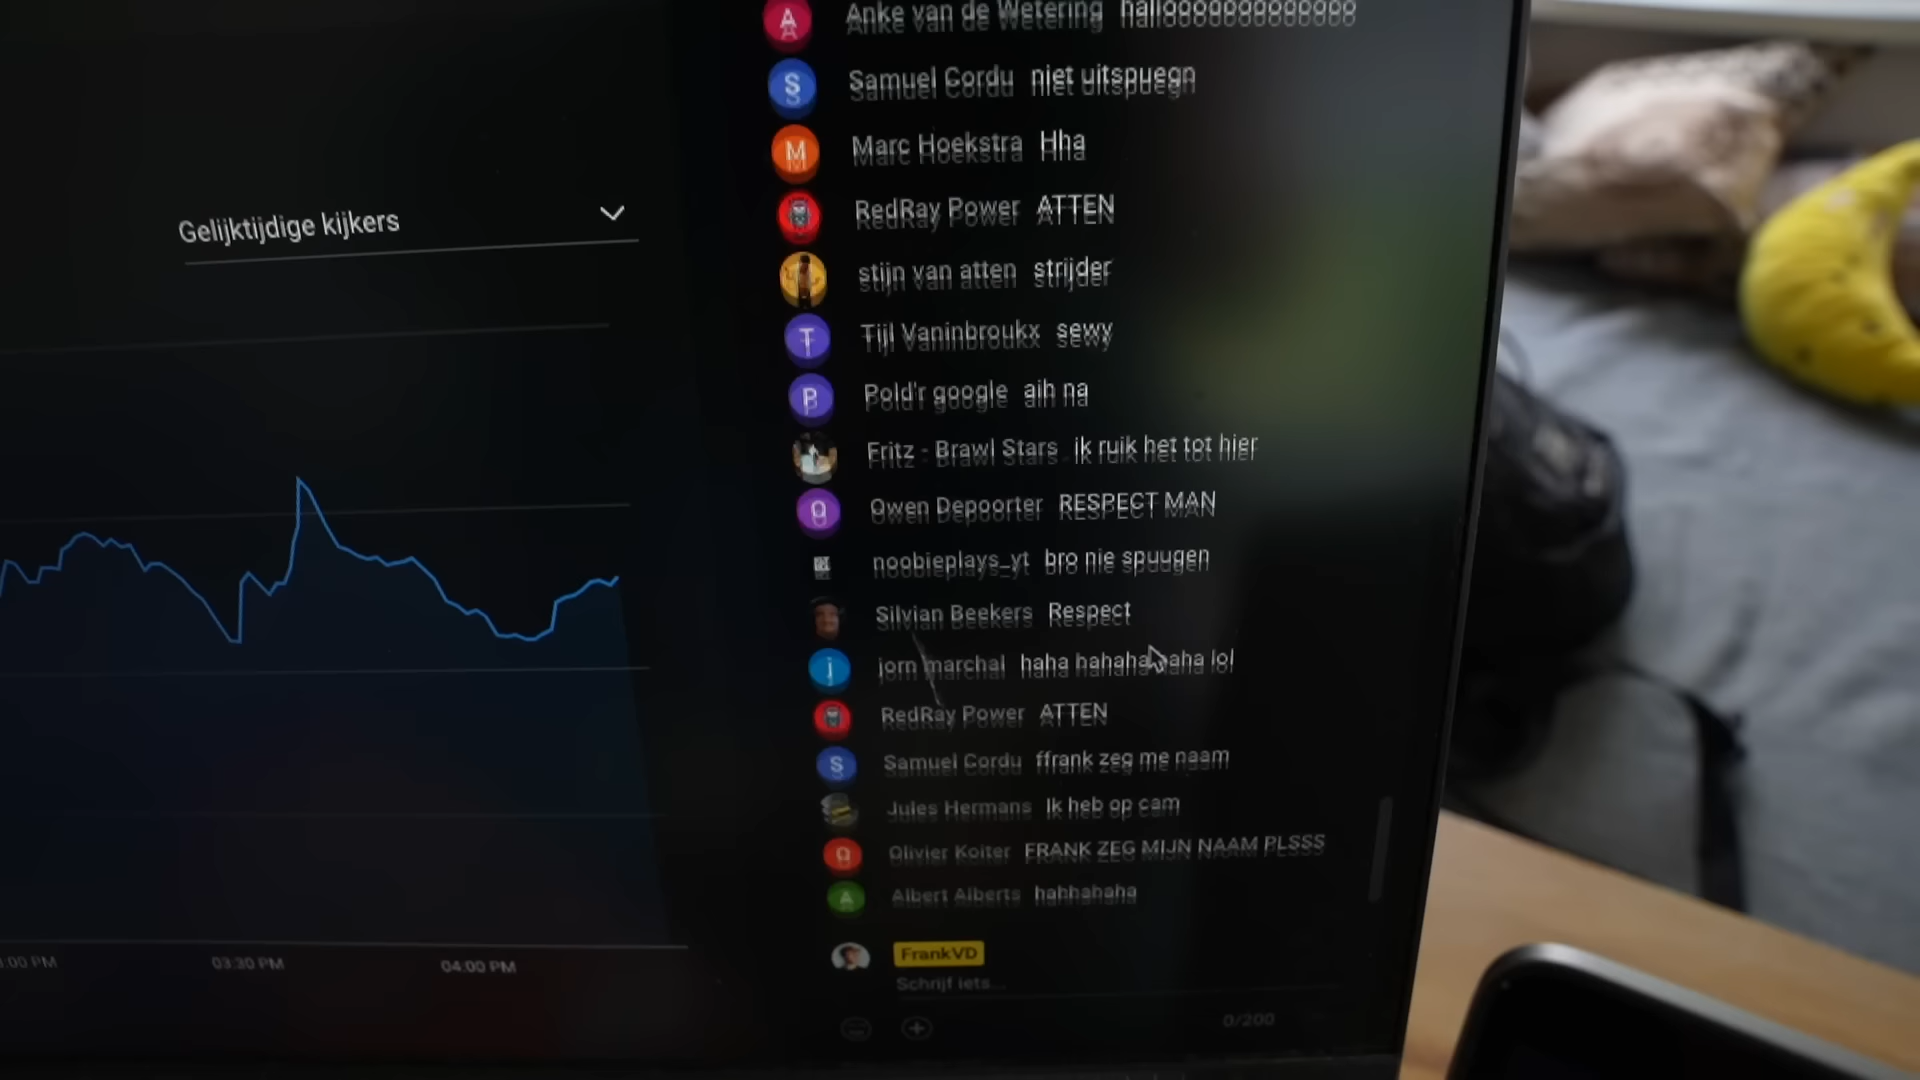 Gelijktijdige kijkers
03:30 PM
04:00 PM
Anke van de Wetering hallooooooooooooo
Samuel Cordu niet uitspuegn
Marc Hoekstra Hha
RedRay Power ATTEN
stijn van atten strijder
Tijl Vaninbroukx sewy
Pold'r google aih na
Fritz - Brawl Stars ik ruik het tot hier
Owen Depoorter RESPECT MAN
noobieplays_yt bro nie spuugen
Silvian Beekers Respect
jorn marchal haha hahahahaha lol
RedRay Power ATTEN
Samuel Cordu ffrank zeg me naam
Jules Hermans Ik heb op cam
Olivier Koiter FRANK ZEG MIJN NAAM PLSSS
Albert Alberts hahhahaha
FrankVD
Schrijf iets...
0/200